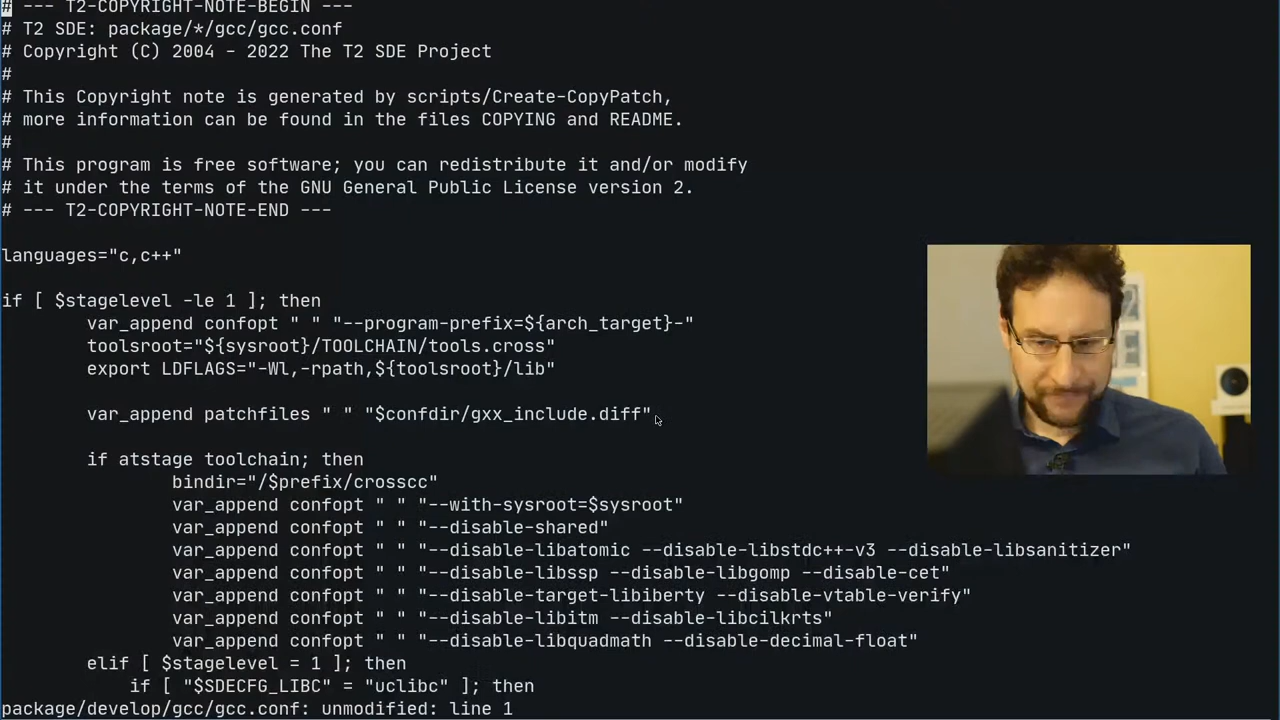 # --- T2-COPYRIGHT-NOTE-BEGIN ---
# T2 SDE: package/*/gcc/gcc.conf
# Copyright (C) 2004 - 2022 The T2 SDE Project
#
# This Copyright note is generated by scripts/Create-CopyPatch,
# more information can be found in the files COPYING and README.
#
# This program is free software; you can redistribute it and/or modify
# it under the terms of the GNU General Public License version 2.
# --- T2-COPYRIGHT-NOTE-END ---
languages="c,c++"
if [ $stagelevel -le 1 ]; then
var_append confopt " " "--program-prefix=${arch_target}-"
toolsroot="${sysroot}/TOOLCHAIN/tools.cross"
export LDFLAGS="-Wl,-rpath,${toolsroot}/lib"
var_append patchfiles " " "$confdir/gxx_include.diff"
if atstage toolchain; then
bindir="/$prefix/crosscc"
var_append confopt " " "--with-sysroot=$sysroot"
var_append confopt " " "--disable-shared"
var_append confopt " " "--disable-libatomic --disable-libstdc++-v3 --disable-libsanitizer"
var_append confopt " " "--disable-libssp --disable-libgomp --disable-cet"
var_append confopt " " "--disable-target-libiberty --disable-vtable-verify"
var_append confopt " " "--disable-libitm --disable-libcilkrts"
var_append confopt " " "--disable-libquadmath --disable-decimal-float"
elif [ $stagelevel = 1 ]; then
if [ "$SDECFG_LIBC" = "uclibc" ]; then
package/develop/gcc/gcc.conf: unmodified: line 1